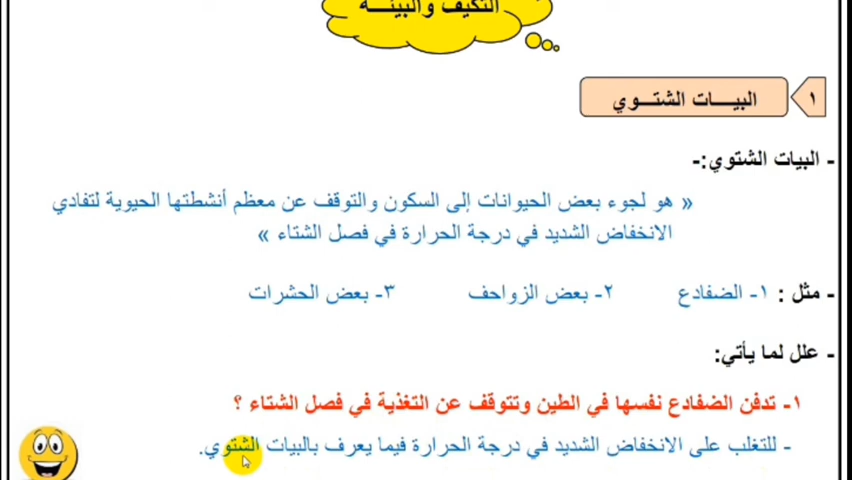 التكيف والبيئـــة
١
البيـــات الشتـــوي
- البيات الشتوي:-
« هو لجوء بعض الحيوانات إلى السكون والتوقف عن معظم أنشطتها الحيوية لتفادي
الانخفاض الشديد في درجة الحرارة في فصل الشتاء »
- مثل : ١- الضفادع ٢- بعض الزواحف ٣- بعض الحشرات
- علل لما يأتي:
١- تدفن الضفادع نفسها في الطين وتتوقف عن التغذية في فصل الشتاء ؟
- للتغلب على الانخفاض الشديد في درجة الحرارة فيما يعرف بالبيات الشتوي.